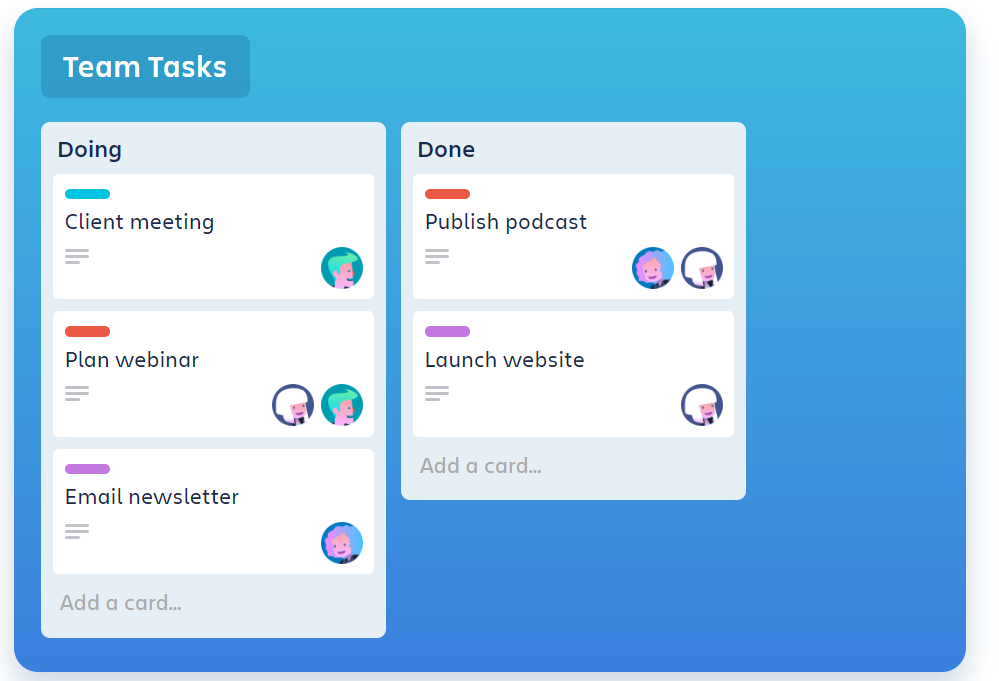 Team Tasks
Doing
Client meeting
Plan webinar
Email newsletter
Add a card...
Done
Publish podcast
Launch website
Add a card...